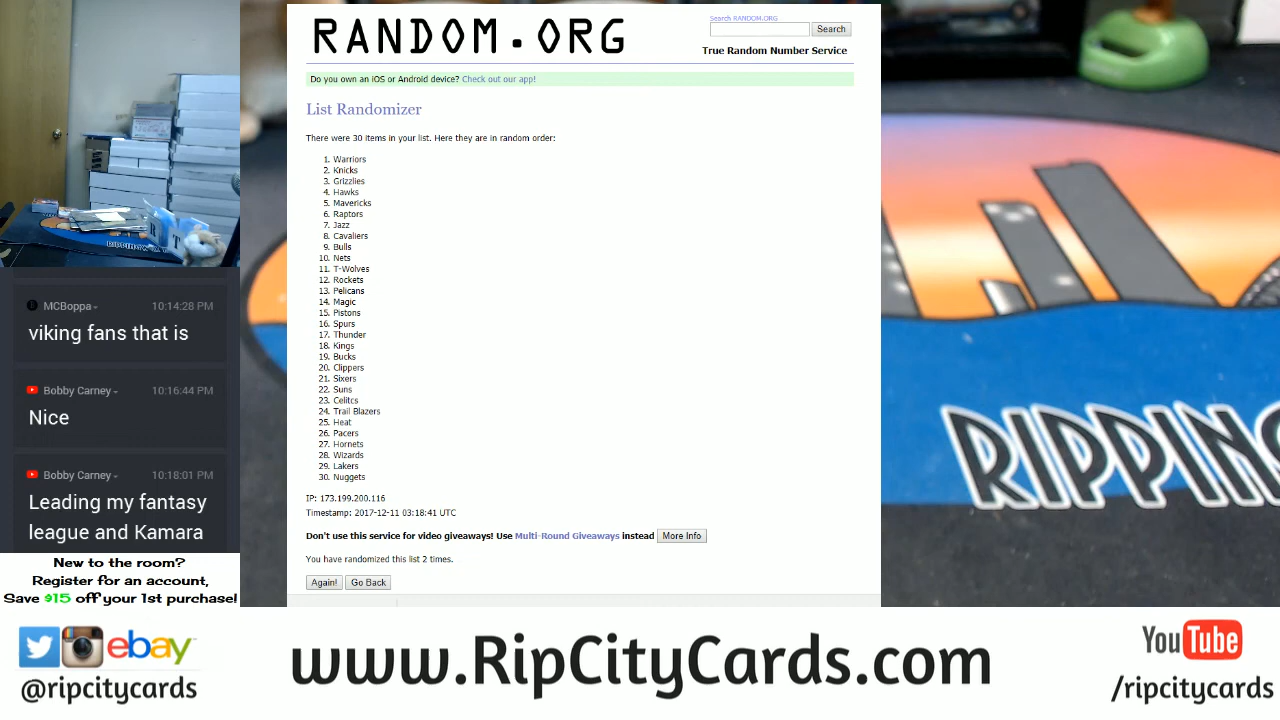 RANDOM.ORG
Search RANDOM.ORG
Search
True Random Number Service
Do you own an iOS or Android device? Check out our app!
List Randomizer
There were 30 items in your list. Here they are in random order:
1. Warriors
2. Knicks
3. Grizzlies
4. Hawks
5. Mavericks
6. Raptors
7. Jazz
8. Cavaliers
9. Bulls
10. Nets
11. T-Wolves
12. Rockets
13. Pelicans
14. Magic
15. Pistons
16. Spurs
17. Thunder
18. Kings
19. Bucks
20. Clippers
21. Sixers
22. Suns
23. Celitcs
24. Trail Blazers
25. Heat
26. Pacers
27. Hornets
28. Wizards
29. Lakers
30. Nuggets
IP: 173.199.200.116
Timestamp: 2017-12-11 03:18:41 UTC
Don't use this service for video giveaways! Use Multi-Round Giveaways instead More Info
You have randomized this list 2 times.
Again! Go Back
MCBoppa 10:14:28 PM
viking fans that is
Bobby Carney 10:16:44 PM
Nice
Bobby Carney 10:18:01 PM
Leading my fantasy
league and Kamara
New to the room?
Register for an account,
Save $15 off your 1st purchase!
RIPPIN
ebay
@ripcitycards
www.RipCityCards.com
YouTube
/ripcitycards